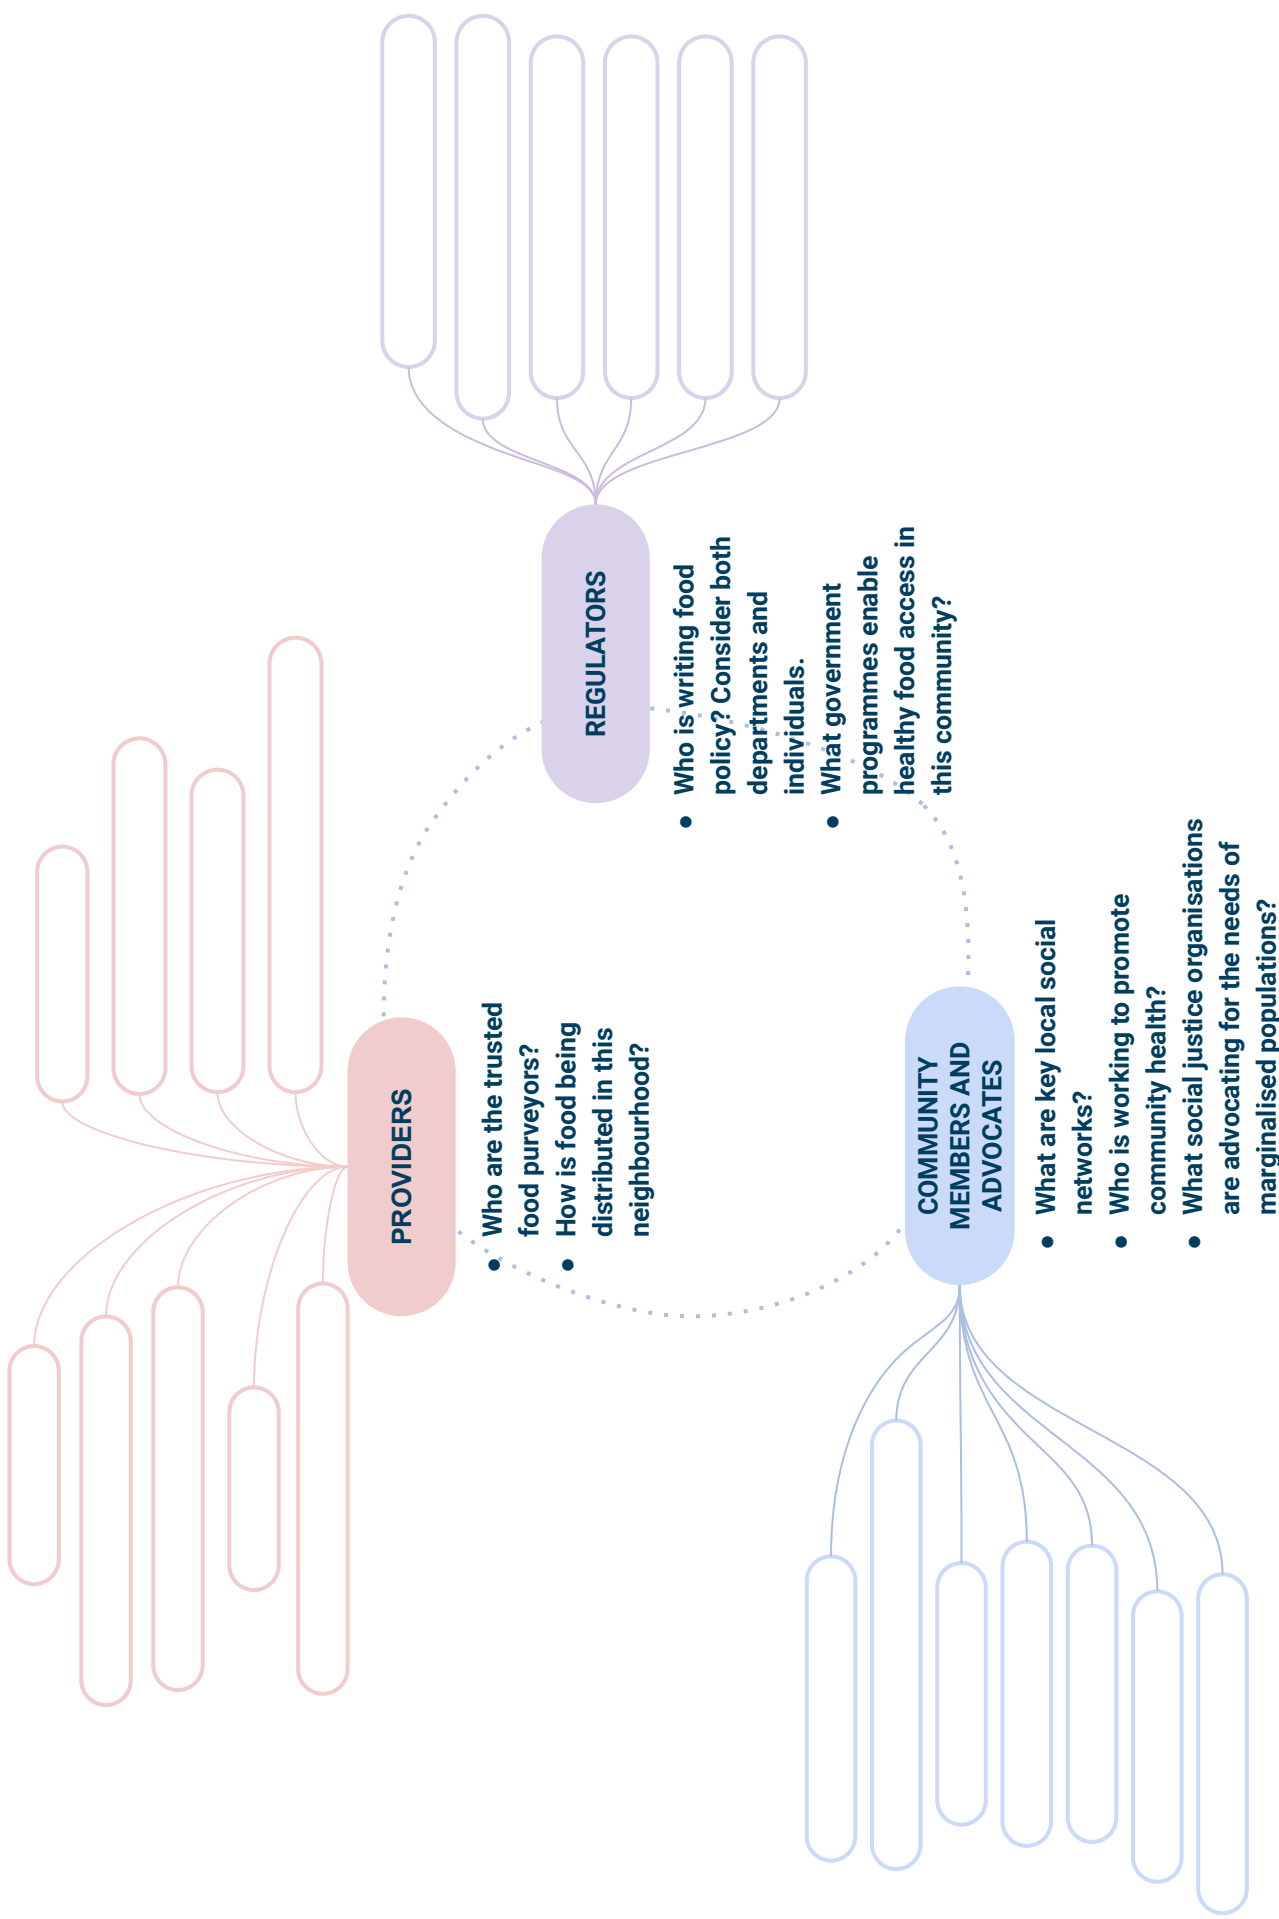 PROVIDERS
● Who are the trusted
food purveyors?
● How is food being
distributed in this
neighbourhood?
REGULATORS
● Who is writing food
policy? Consider both
departments and
individuals.
● What government
programmes enable
healthy food access in
this community?
COMMUNITY
MEMBERS AND
ADVOCATES
● What are key local social
networks?
● Who is working to promote
community health?
● What social justice organisations
are advocating for the needs of
marginalised populations?